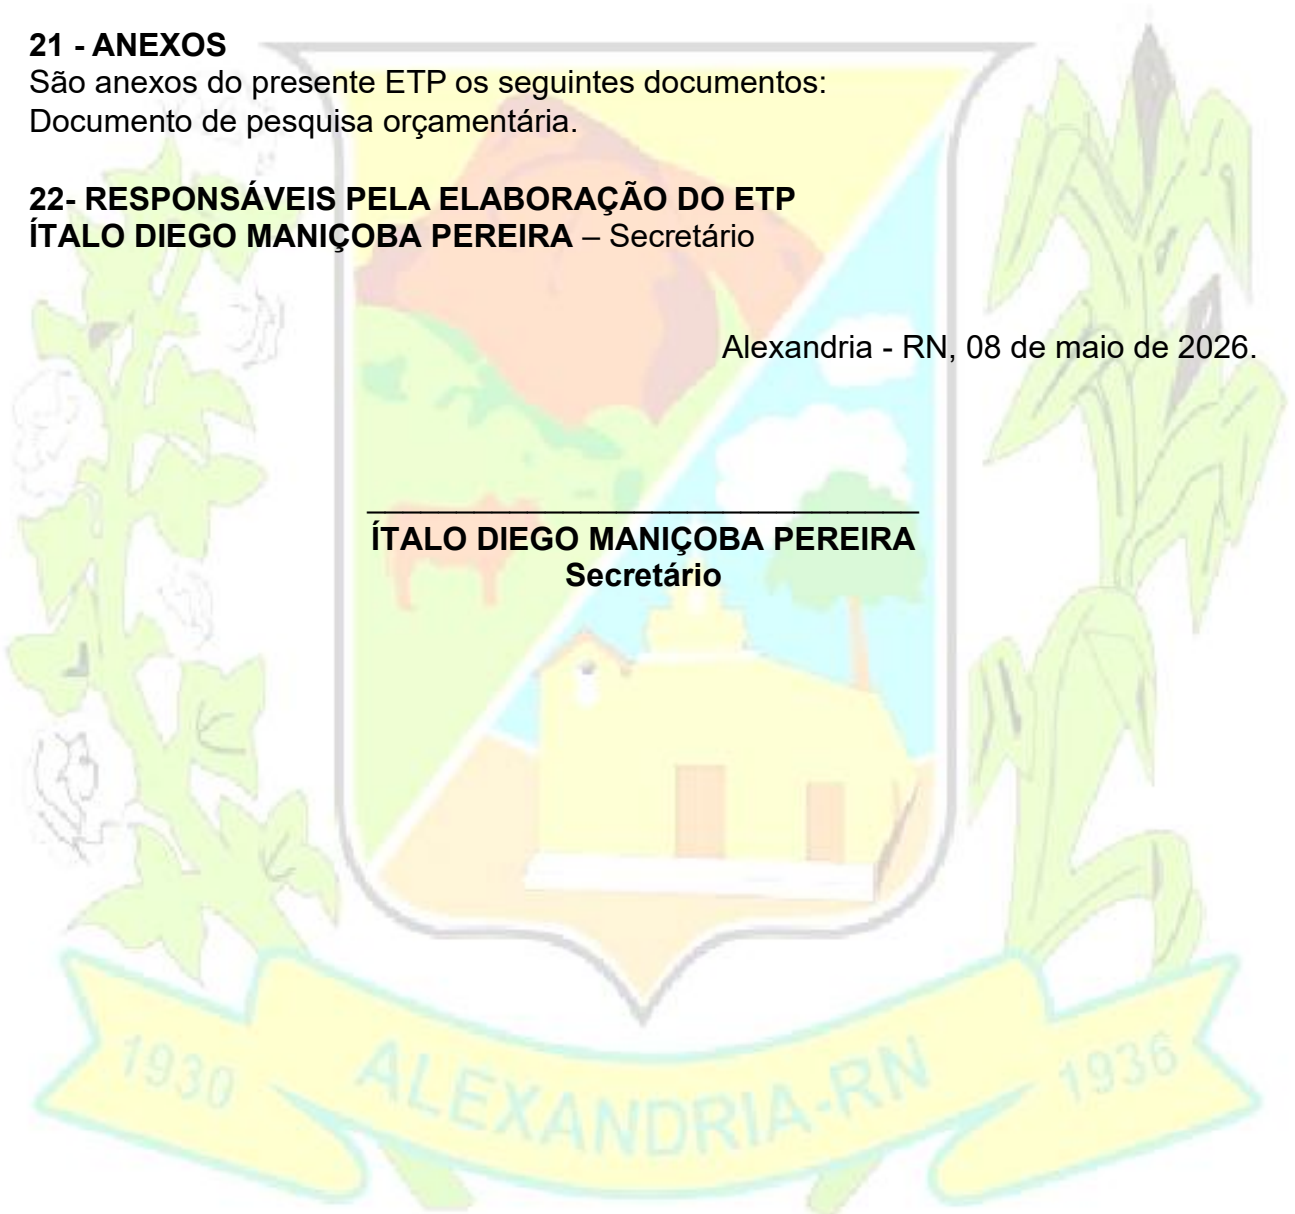 21 - ANEXOS
São anexos do presente ETP os seguintes documentos:
Documento de pesquisa orçamentária.
22- RESPONSÁVEIS PELA ELABORAÇÃO DO ETP
ÍTALO DIEGO MANIÇOBA PEREIRA – Secretário
Alexandria - RN, 08 de maio de 2026.
ÍTALO DIEGO MANIÇOBA PEREIRA
Secretário
1930 ALEXANDRIA-RN 1936